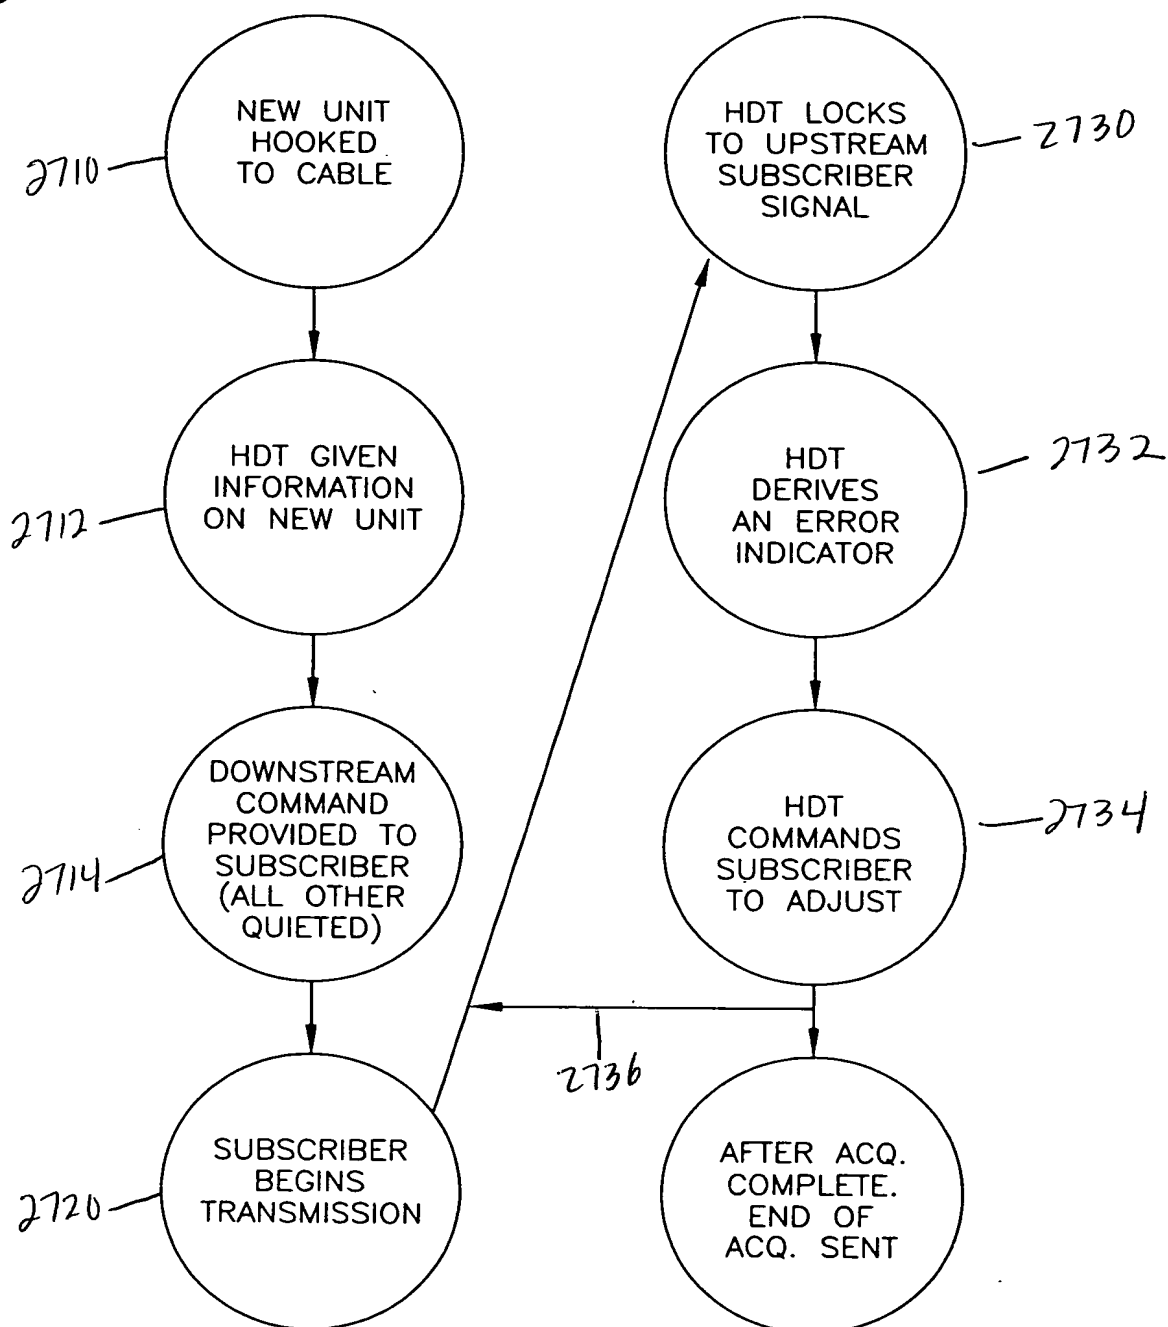 NEW UNIT
HOOKED
TO CABLE
2710
HDT GIVEN
INFORMATION
ON NEW UNIT
2712
DOWNSTREAM
COMMAND
PROVIDED TO
SUBSCRIBER
(ALL OTHER
QUIETED)
2714
SUBSCRIBER
BEGINS
TRANSMISSION
2720
HDT LOCKS
TO UPSTREAM
SUBSCRIBER
SIGNAL
2730
HDT
DERIVES
AN ERROR
INDICATOR
2732
HDT
COMMANDS
SUBSCRIBER
TO ADJUST
2734
2736
AFTER ACQ.
COMPLETE.
END OF
ACQ. SENT